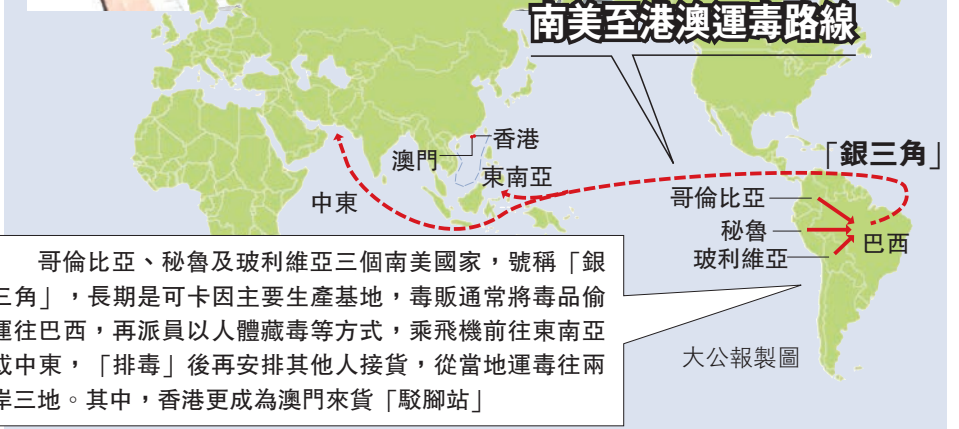 南美至港澳運毒路線
香港
澳門
東南亞
中東
「銀三角」
哥倫比亞
秘魯
玻利維亞
巴西
哥倫比亞、秘魯及玻利維亞三個南美國家，號稱「銀
三角」，長期是可卡因主要生產基地，毒販通常將毒品偷
運往巴西，再派員以人體藏毒等方式，乘飛機前往東南亞
或中東，「排毒」後再安排其他人接貨，從當地運毒往兩
岸三地。其中，香港更成為澳門來貨「駁腳站」
大公報製圖